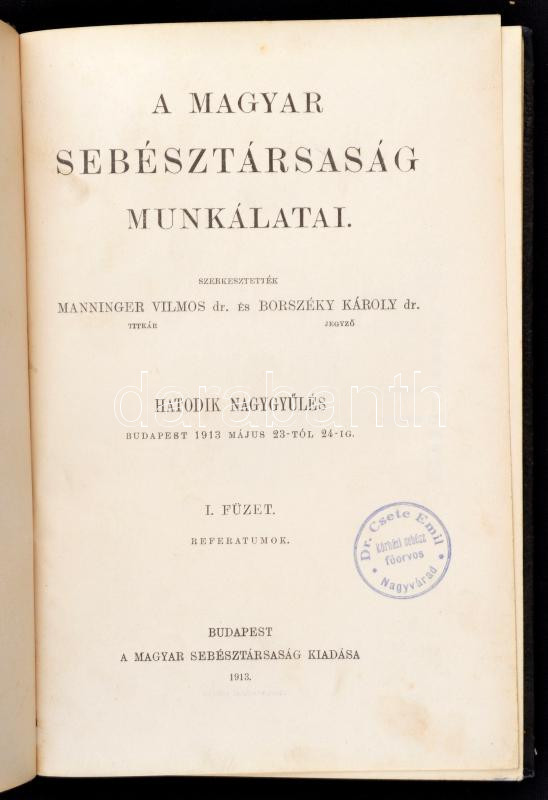 A MAGYAR
SEBÉSZTÁRSASÁG
MUNKÁLATAI.
SZERKESZTETTÉK
MANNINGER VILMOS dr. ÉS BORSZÉKY KÁROLY dr.
TITKÁR JEGYZŐ
HATODIK NAGYGYŰLÉS
BUDAPEST 1913 MÁJUS 23-TÓL 24-IG.
I. FÜZET.
REFERATUMOK.
Dr. Csete Emil
Kórházi sebész
főorvos
Nagyvárad
BUDAPEST
A MAGYAR SEBÉSZTÁRSASÁG KIADÁSA
1913.
darabanth